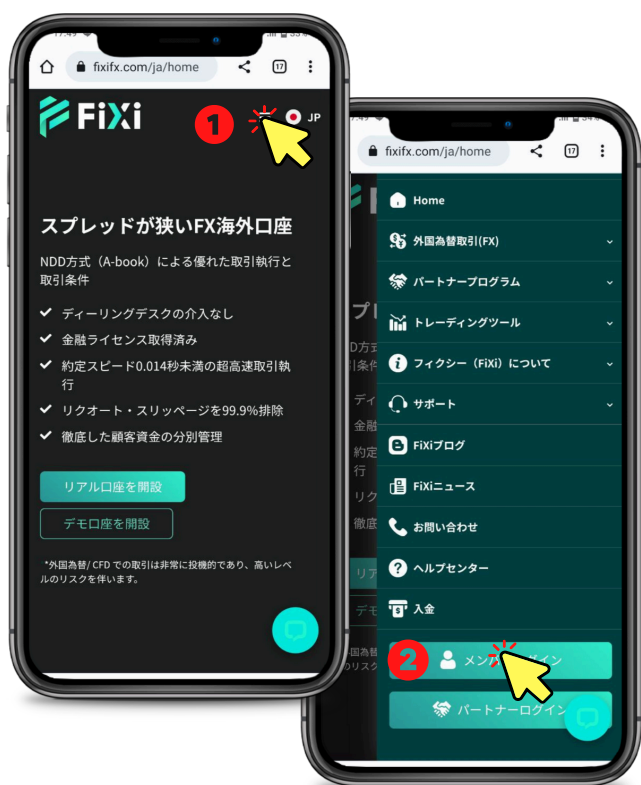 fixifx.com/ja/home
17
FiXi
1
JP
スプレッドが狭いFX海外口座
NDD方式（A-book）による優れた取引執行と
取引条件
ディーリングデスクの介入なし
金融ライセンス取得済み
約定スピード0.014秒未満の超高速取引執
行
リクオート・スリッページを99.9%排除
徹底した顧客資金の分別管理
リアル口座を開設
デモ口座を開設
*外国為替/ CFD での取引は非常に投機的であり、高いレベ
ルのリスクを伴います。
fixifx.com/ja/home
17
Home
外国為替取引(FX)
パートナープログラム
トレーディングツール
フィクシー（FiXi）について
サポート
FiXiブログ
FiXiニュース
お問い合わせ
ヘルプセンター
入金
2
メン イン
パートナーログイン